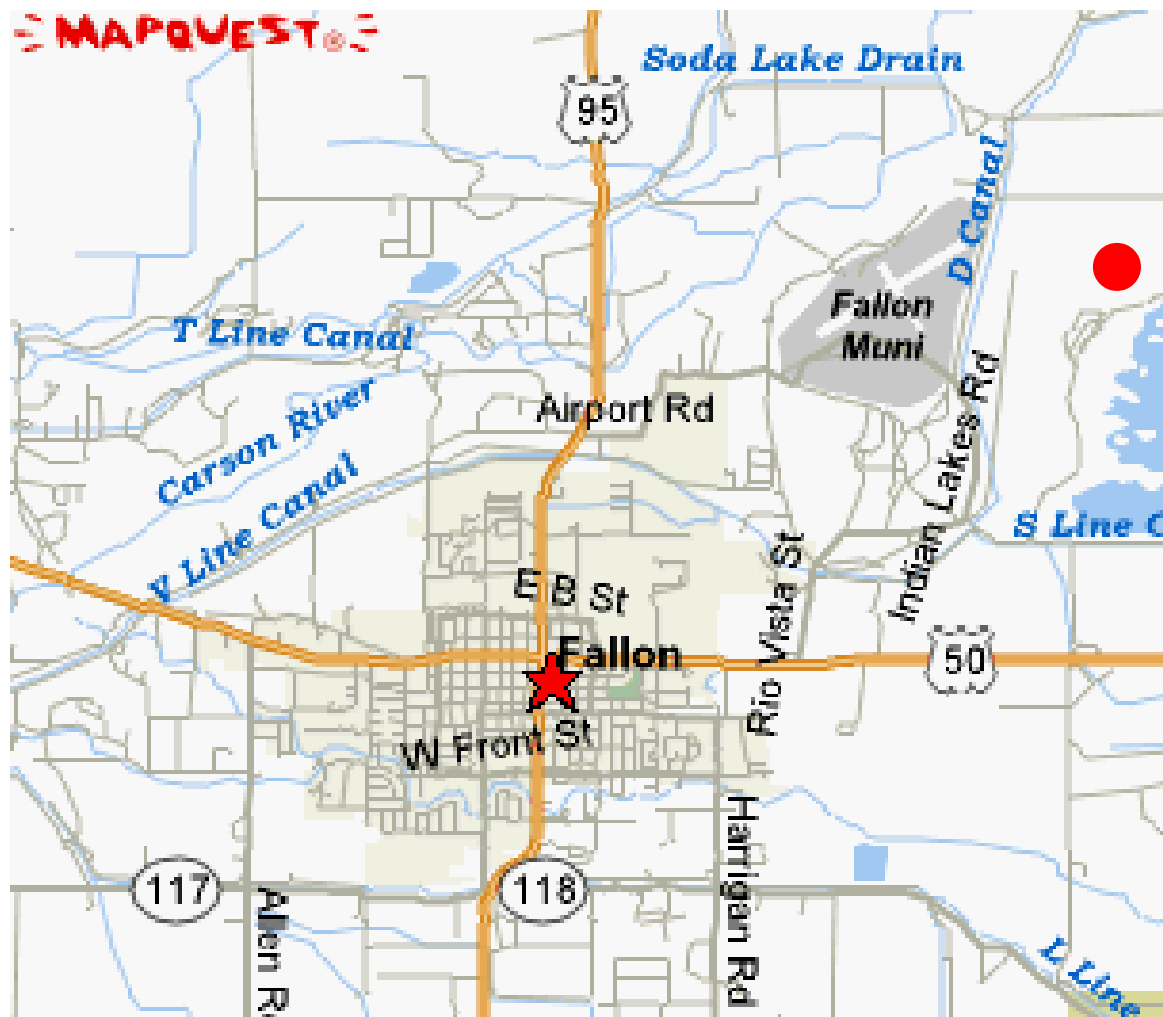 MAPQUEST®
Soda Lake Drain
95
D Canal
Fallon
Muni
T Line Canal
Carson River
Airport Rd
V Line Canal
Indian Lakes Rd
S Line C
E B St
Rio Vista St
Fallon
50
W Front St
Harrigan Rd
117
118
Allen R
L Line